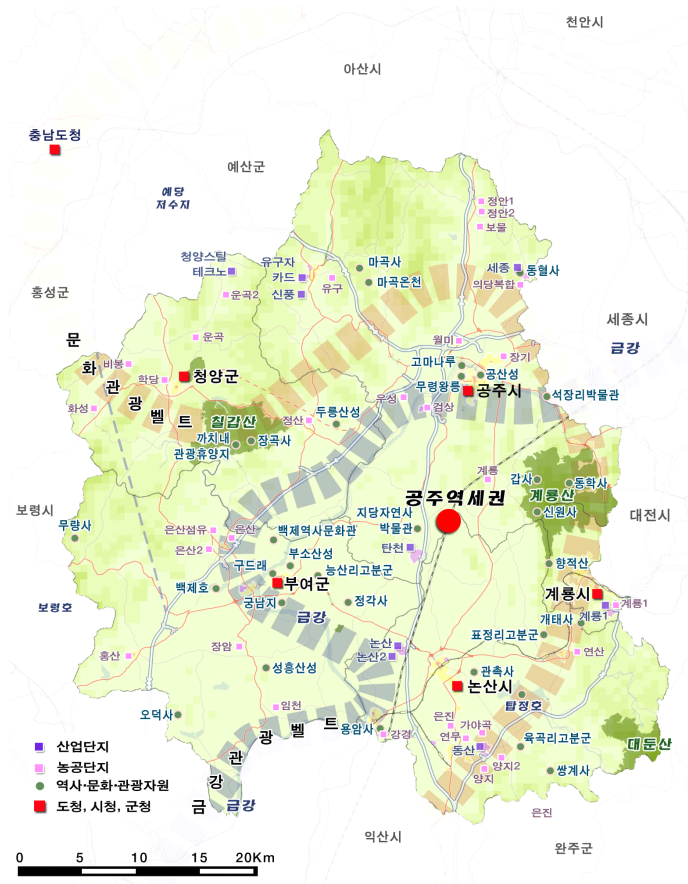 천안시
아산시
충남도청
예산군
예당
저수지
정안1
정안2
보물
청양스틸
테크노
유구자
카드
신풍
유구
마곡사
마곡온천
세종
동혈사
의당복합
홍성군
운곡2
세종시
금강
문
화
관
광
벨
트
운곡
월미
장기
비봉
학당
청양군
고마나루
공산성
무령왕릉
공주시
석장리박물관
화성
칠갑산
우성
검상
정산
두릉산성
까치내
관광휴양지
장곡사
계룡
갑사
동학사
계룡산
신원사
공주역세권
보령시
무량사
은산섬유
은산
은산2
백제역사문화관
지당자연사
박물관
탄천
대전시
부소산성
구드래
능산리고분군
부여군
백제호
궁남지
정각사
금강
향적산
계룡시
계룡1
계룡1
개태사
표정리고분군
보령호
홍산
장암
논산
논산2
연산
성흥산성
관촉사
논산시
탑정호
오덕사
임천
용암사
강경
은진
가야곡
연무
동산
육곡리고분군
양지2
양지
쌍계사
대둔산
금
강
관
광
벨
트
금강
은진
익산시
완주군
산업단지
농공단지
역사·문화·관광자원
도청, 시청, 군청
0 5 10 15 20Km